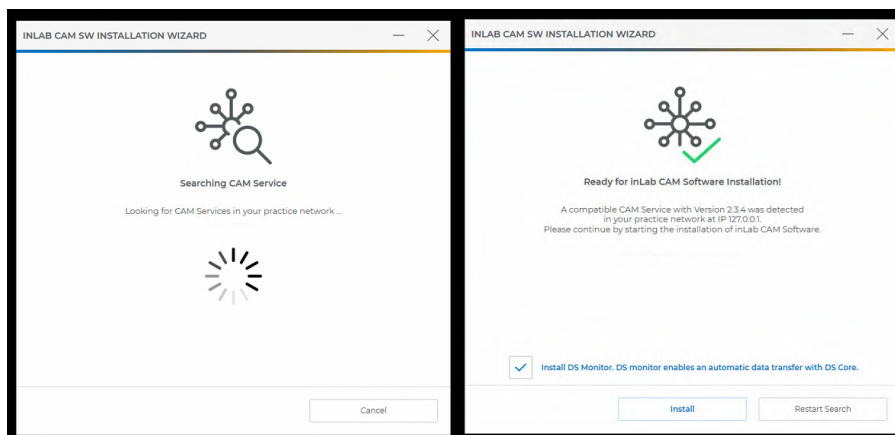 INLAB CAM SW INSTALLATION WIZARD
Searching CAM Service
Looking for CAM Services in your practice network ...
Cancel
INLAB CAM SW INSTALLATION WIZARD
Ready for inLab CAM Software Installation!
A compatible CAM Service with Version 2.3.4 was detected
in your practice network at IP 127.0.0.1.
Please continue by starting the installation of inLab CAM Software.
Install DS Monitor. DS monitor enables an automatic data transfer with DS Core.
Install
Restart Search